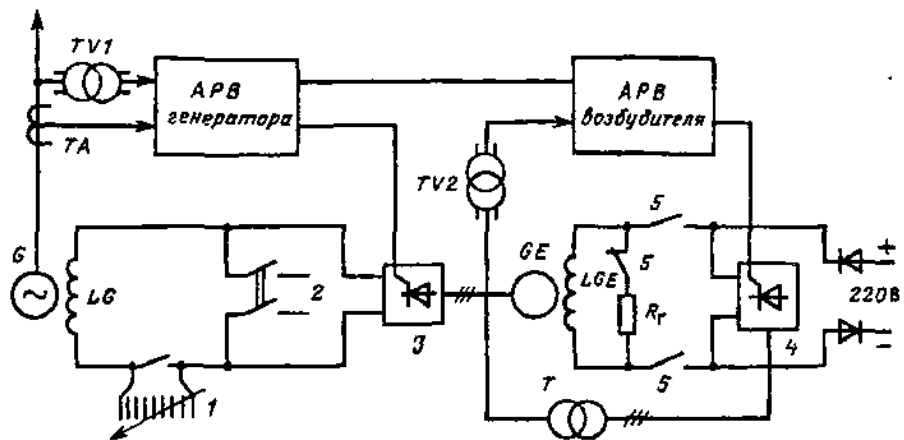 TV1
АРВ
генератора
АРВ
возбудителя
TA
TV2
G
LG
2
3
GE
LGE
5
5
Rг
5
4
+
220В
−
T
1